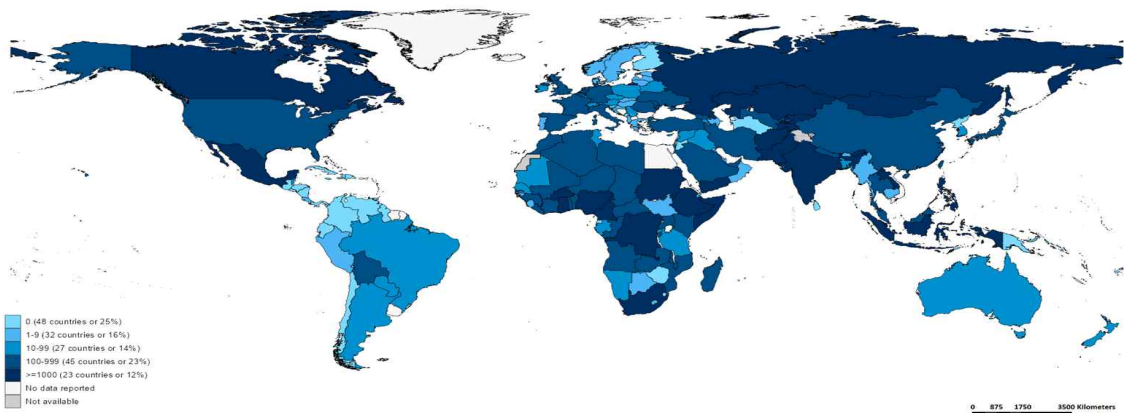 0 (48 countries or 25%)
1-9 (32 countries or 16%)
10-99 (27 countries or 14%)
100-999 (45 countries or 23%)
>=1000 (23 countries or 12%)
No data reported
Not available
0 875 1750 3500 Kilometers